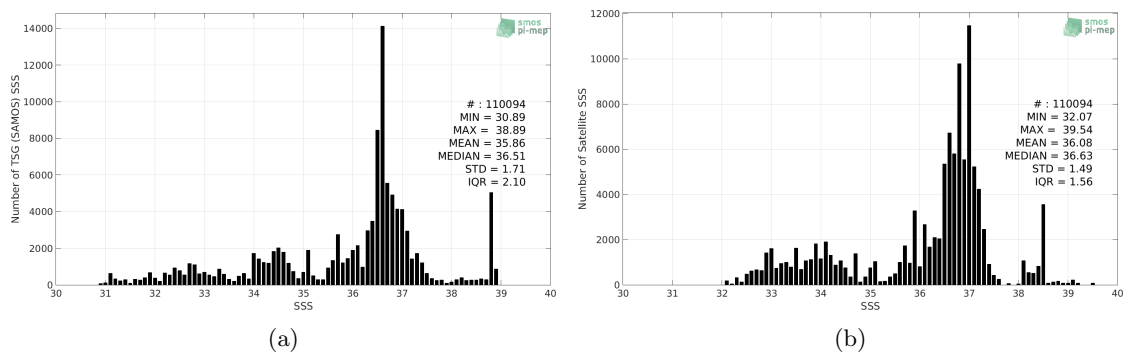 smos
pi-mep
14000
12000
10000
8000
6000
4000
2000
0
Number of TSG (SAMOS) SSS
# : 110094
MIN = 30.89
MAX = 38.89
MEAN = 35.86
MEDIAN = 36.51
STD = 1.71
IQR = 2.10
30 31 32 33 34 35 36 37 38 39 40
SSS
(a)
smos
pi-mep
12000
10000
8000
6000
4000
2000
0
Number of Satellite SSS
# : 110094
MIN = 32.07
MAX = 39.54
MEAN = 36.08
MEDIAN = 36.63
STD = 1.49
IQR = 1.56
30 31 32 33 34 35 36 37 38 39 40
SSS
(b)